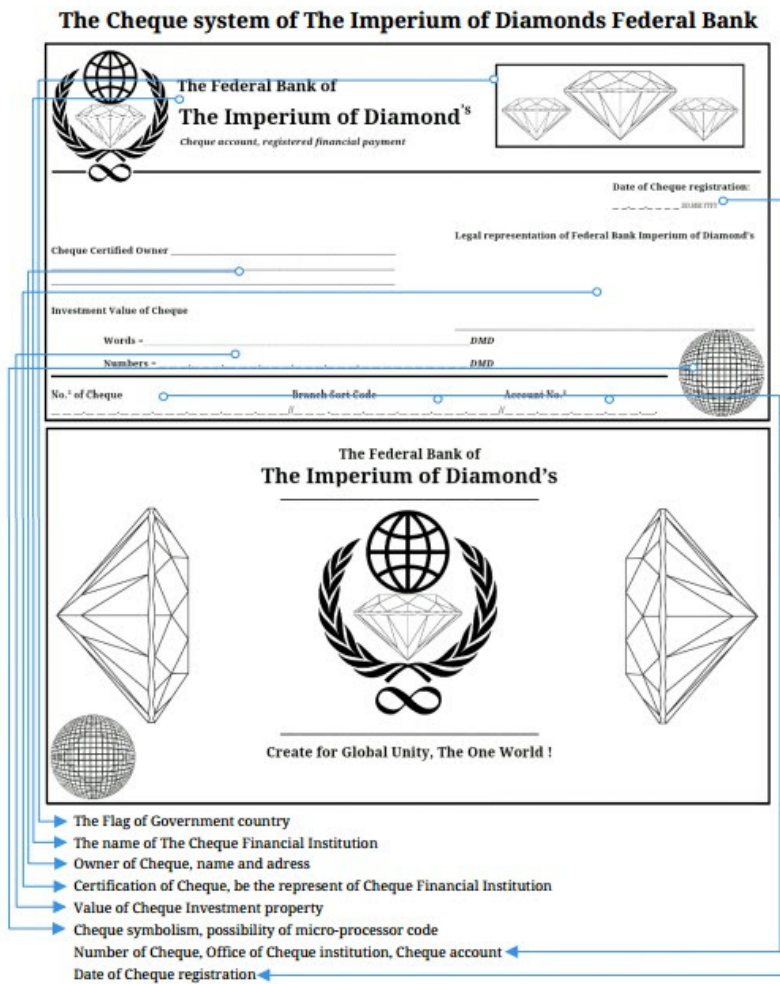 The Cheque system of The Imperium of Diamonds Federal Bank
The Federal Bank of
The Imperium of Diamond's
Cheque account, registered financial payment
Date of Cheque registration:
Legal representation of Federal Bank Imperium of Diamond's
Cheque Certified Owner
Investment Value of Cheque
Words = DMD
Numbers = DMD
No.¹ of Cheque Branch Sort Code Account No.¹
The Federal Bank of
The Imperium of Diamond's
Create for Global Unity, The One World !
The Flag of Government country
The name of The Cheque Financial Institution
Owner of Cheque, name and adress
Certification of Cheque, be the represent of Cheque Financial Institution
Value of Cheque Investment property
Cheque symbolism, possibility of micro-processor code
Number of Cheque, Office of Cheque institution, Cheque account
Date of Cheque registration